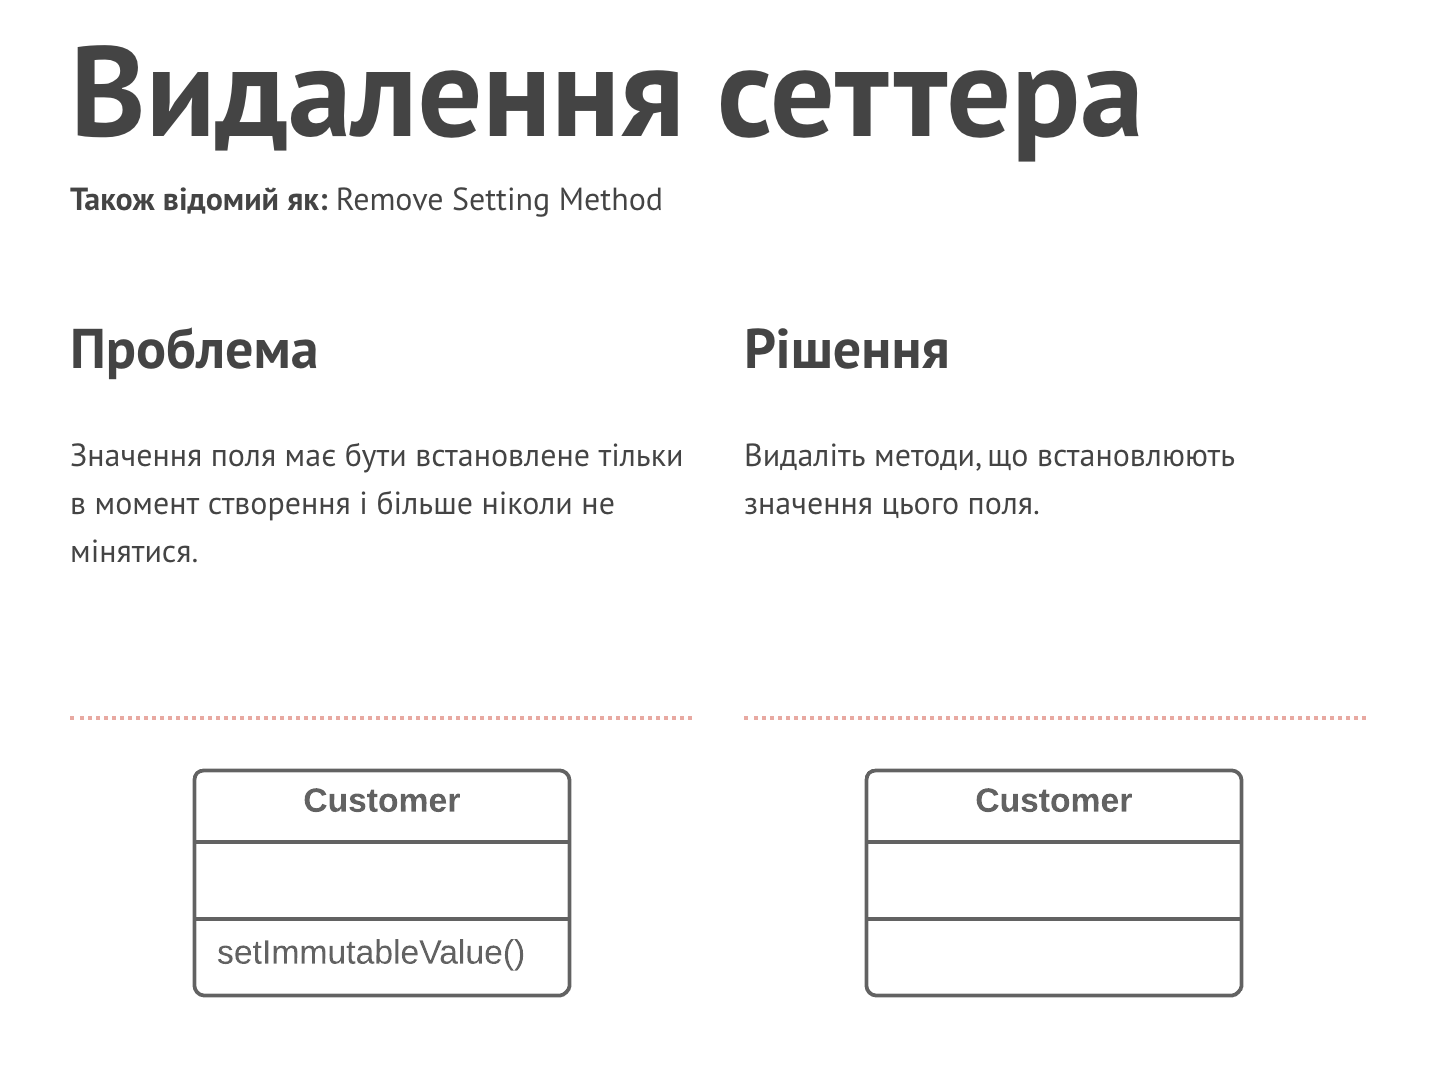 Видалення сеттера
Також відомий як: Remove Setting Method
Проблема
Значення поля має бути встановлене тільки
в момент створення і більше ніколи не
мінятися.
Рішення
Видаліть методи, що встановлюють
значення цього поля.
Customer
setImmutableValue()
Customer